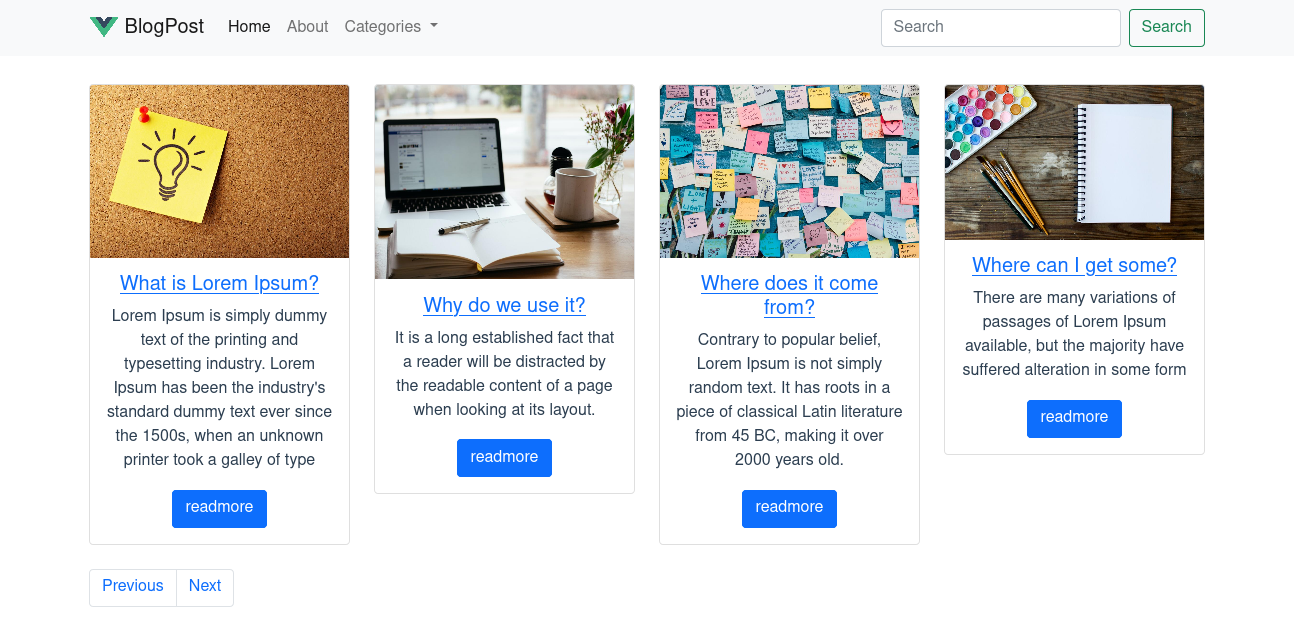 BlogPost Home About Categories Search Search
What is Lorem Ipsum?
Lorem Ipsum is simply dummy
text of the printing and
typesetting industry. Lorem
Ipsum has been the industry's
standard dummy text ever since
the 1500s, when an unknown
printer took a galley of type
readmore
Why do we use it?
It is a long established fact that
a reader will be distracted by
the readable content of a page
when looking at its layout.
readmore
BE
LOVE
Where does it come
from?
Contrary to popular belief,
Lorem Ipsum is not simply
random text. It has roots in a
piece of classical Latin literature
from 45 BC, making it over
2000 years old.
readmore
Where can I get some?
There are many variations of
passages of Lorem Ipsum
available, but the majority have
suffered alteration in some form
readmore
Previous Next